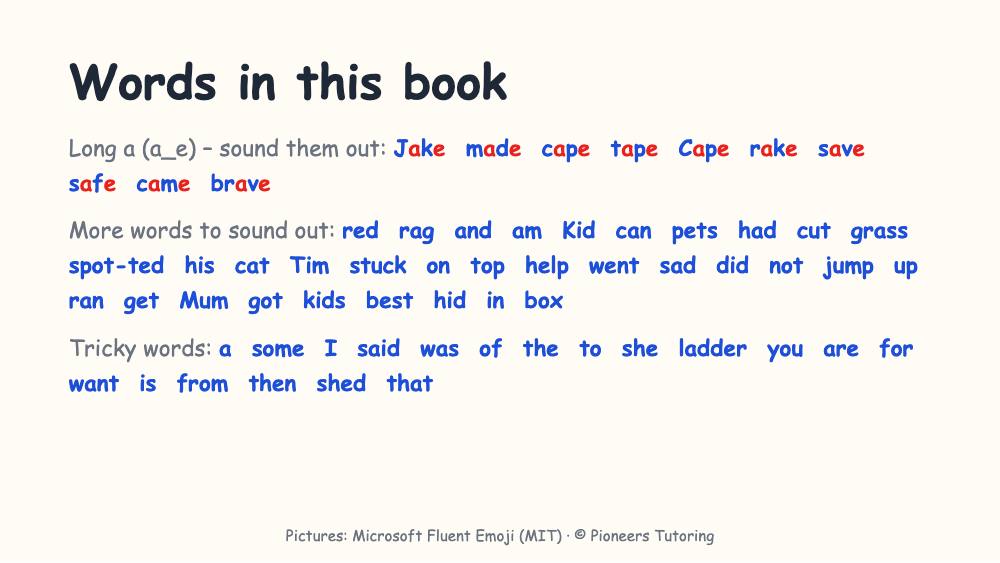 Words in this book
Long a (a_e) – sound them out: Jake made cape tape Cape rake save
safe came brave
More words to sound out: red rag and am Kid can pets had cut grass
spot-ted his cat Tim stuck on top help went sad did not jump up
ran get Mum got kids best hid in box
Tricky words: a some I said was of the to she ladder you are for
want is from then shed that
Pictures: Microsoft Fluent Emoji (MIT) · © Pioneers Tutoring